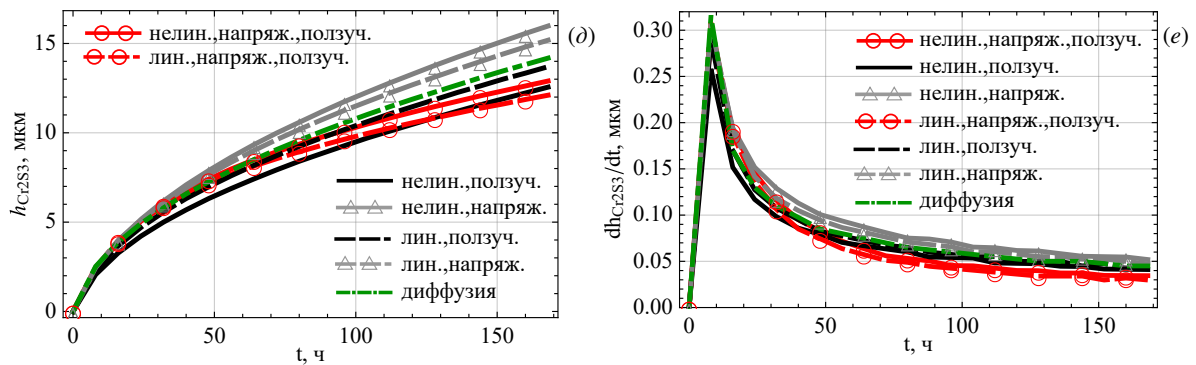 нелин.,напряж.,ползуч.
лин.,напряж.,ползуч.
(д)
15
10
5
0
hCr2S3, мкм
нелин.,ползуч.
нелин.,напряж.
лин.,ползуч.
лин.,напряж.
диффузия
0 50 100 150
t, ч
(е)
0.30
0.25
0.20
0.15
0.10
0.05
0.00
dhCr2S3/dt, мкм
нелин.,напряж.,ползуч.
нелин.,ползуч.
нелин.,напряж.
лин.,напряж.,ползуч.
лин.,ползуч.
лин.,напряж.
диффузия
0 50 100 150
t, ч